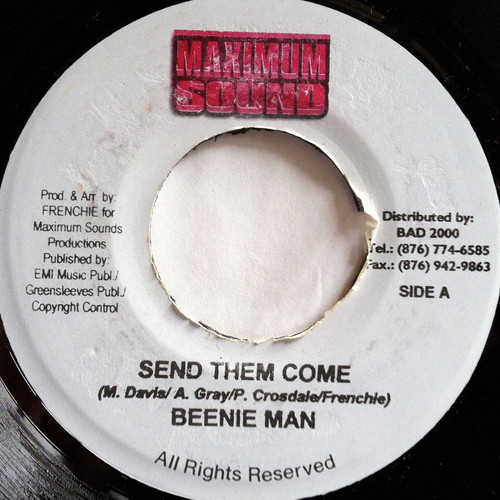 MAXIMUM
SOUND
Prod. & Arr. by:
FRENCHIE for
Maximum Sounds
Productions
Published by:
EMI Music Publ./
Greensleeves Publ./
Copyright Control
Distributed by:
BAD 2000
Tel.: (876) 774-6585
Fax.: (876) 942-9863
SIDE A
SEND THEM COME
(M. Davis/ A. Gray/P. Crosdale/Frenchie)
BEENIE MAN
All Rights Reserved